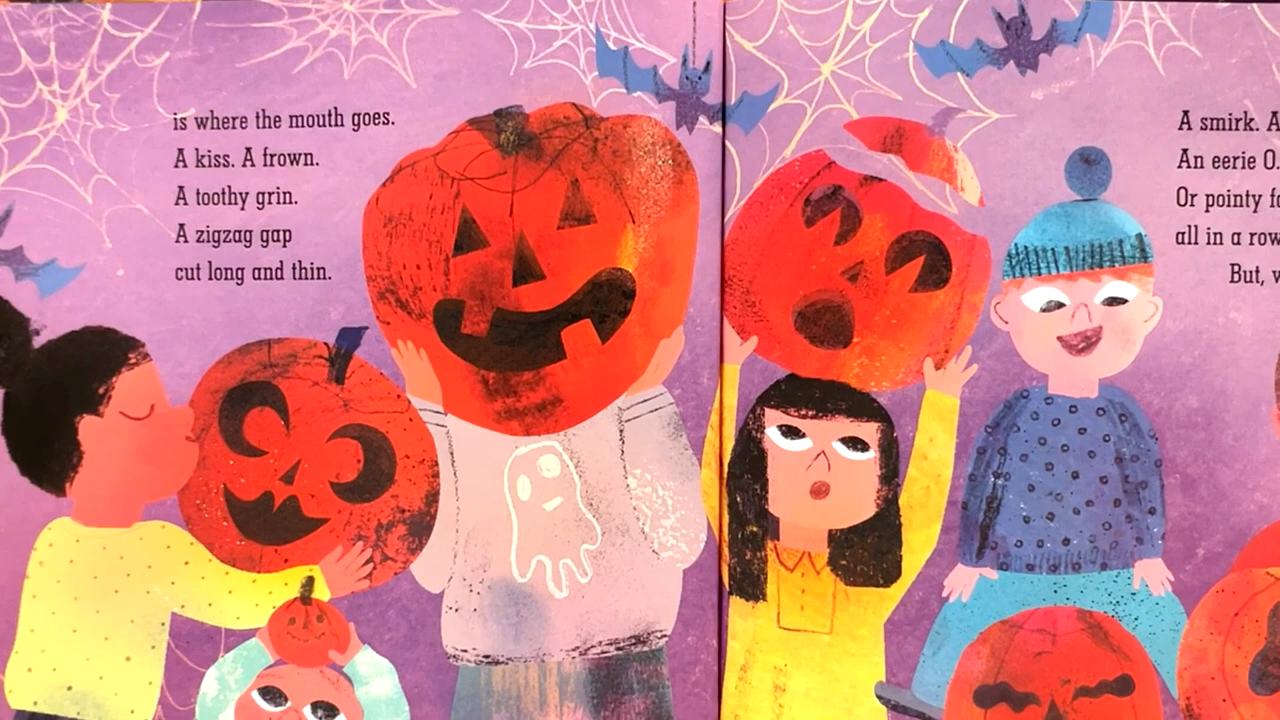 is where the mouth goes.
A kiss. A frown.
A toothy grin.
A zigzag gap
cut long and thin.
A smirk. A
An eerie O.
Or pointy
all in a row
But,